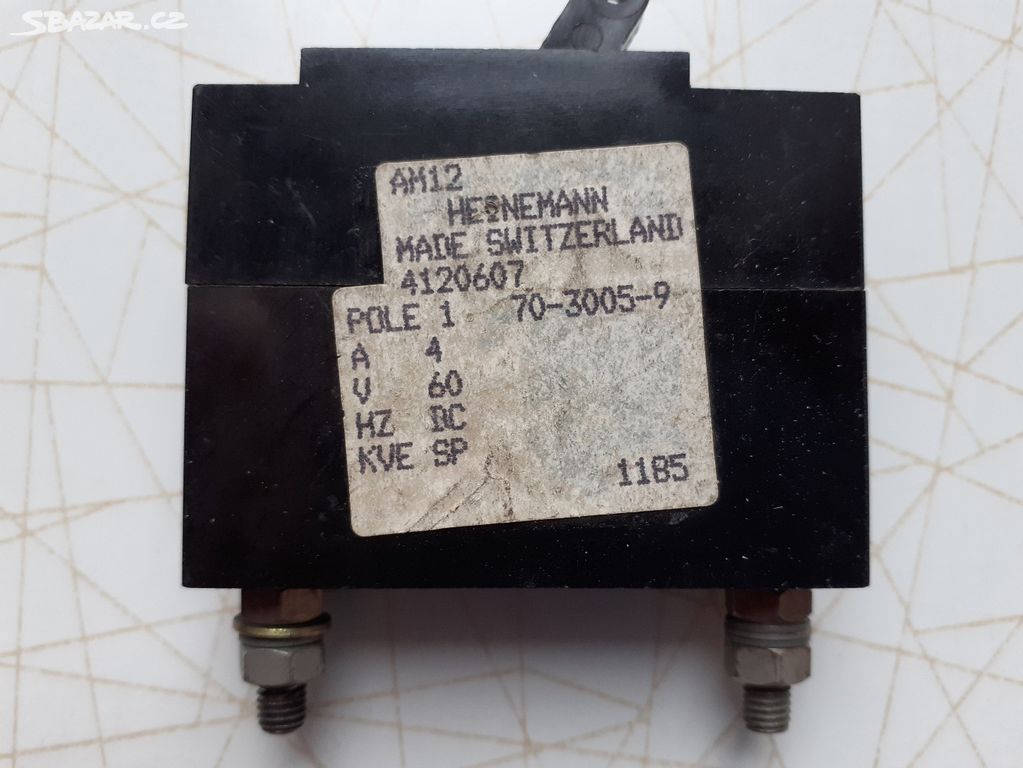 SBAZAR.CZ
AM12
HEINEMANN
MADE SWITZERLAND
4120607
POLE 1 70-3005-9
A 4
V 60
HZ DC
KVE SP
1185